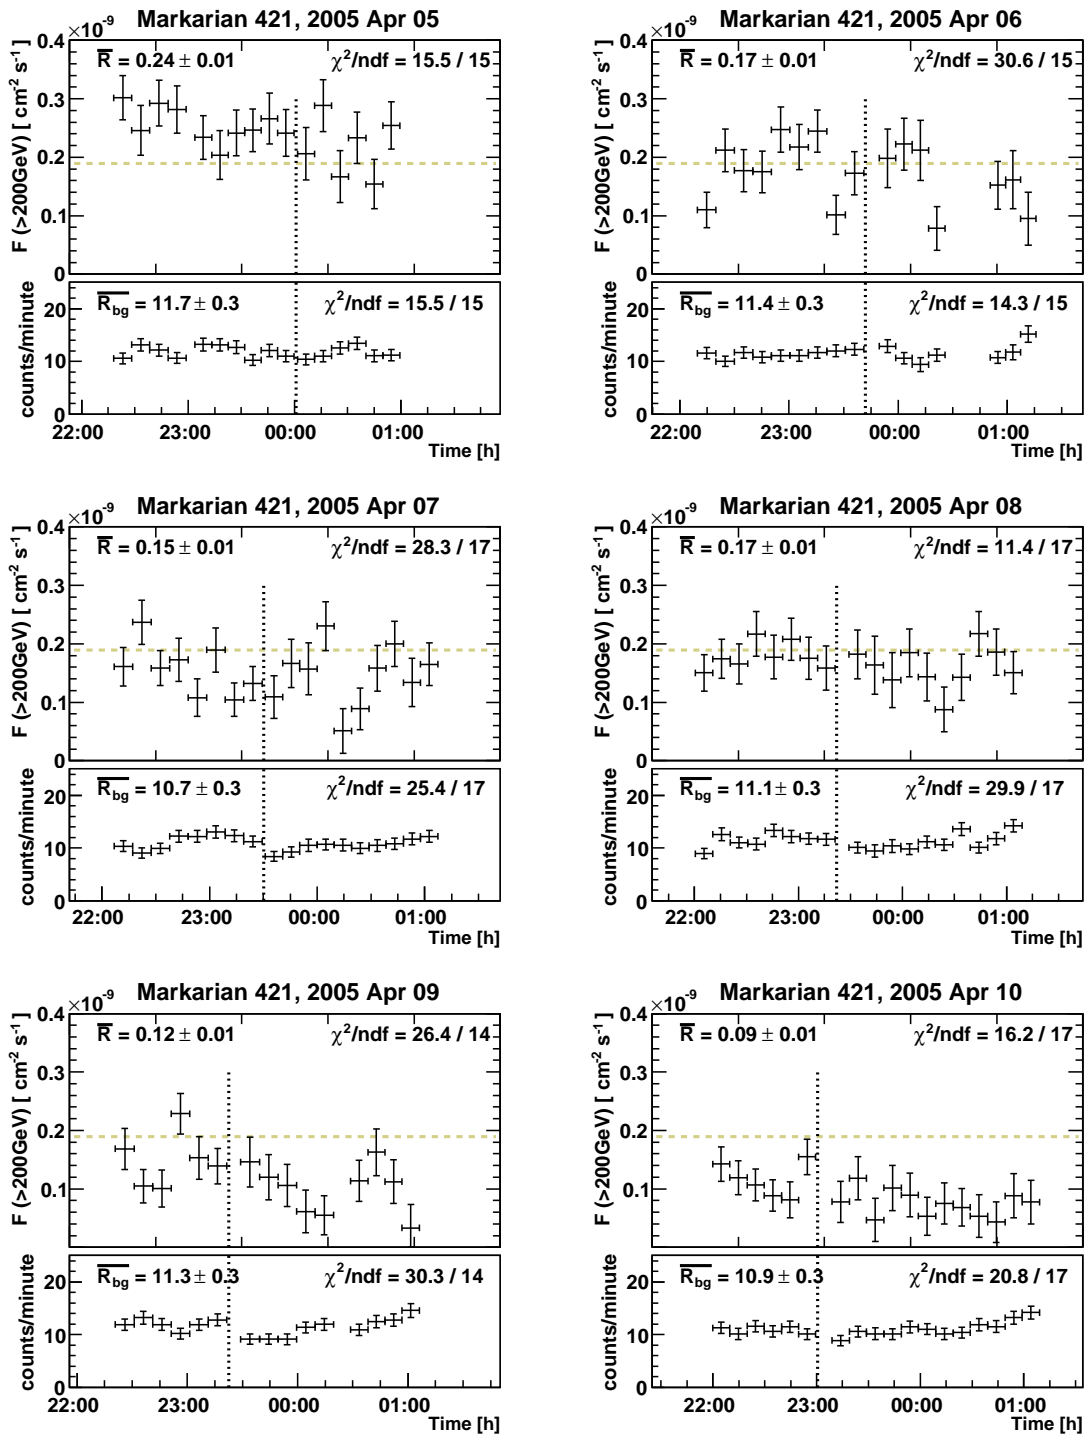 Markarian 421, 2005 Apr 05
×10⁻⁹
F (>200GeV) [ cm⁻² s⁻¹ ]
0.4
0.3
0.2
0.1
0
R̅ = 0.24 ± 0.01 χ²/ndf = 15.5 / 15
counts/minute
20
10
0
R̅bg = 11.7 ± 0.3 χ²/ndf = 15.5 / 15
22:00 23:00 00:00 01:00
Time [h]
Markarian 421, 2005 Apr 06
×10⁻⁹
F (>200GeV) [ cm⁻² s⁻¹ ]
0.4
0.3
0.2
0.1
0
R̅ = 0.17 ± 0.01 χ²/ndf = 30.6 / 15
counts/minute
20
10
0
R̅bg = 11.4 ± 0.3 χ²/ndf = 14.3 / 15
22:00 23:00 00:00 01:00
Time [h]
Markarian 421, 2005 Apr 07
×10⁻⁹
F (>200GeV) [ cm⁻² s⁻¹ ]
0.4
0.3
0.2
0.1
0
R̅ = 0.15 ± 0.01 χ²/ndf = 28.3 / 17
counts/minute
20
10
0
R̅bg = 10.7 ± 0.3 χ²/ndf = 25.4 / 17
22:00 23:00 00:00 01:00
Time [h]
Markarian 421, 2005 Apr 08
×10⁻⁹
F (>200GeV) [ cm⁻² s⁻¹ ]
0.4
0.3
0.2
0.1
0
R̅ = 0.17 ± 0.01 χ²/ndf = 11.4 / 17
counts/minute
20
10
0
R̅bg = 11.1 ± 0.3 χ²/ndf = 29.9 / 17
22:00 23:00 00:00 01:00
Time [h]
Markarian 421, 2005 Apr 09
×10⁻⁹
F (>200GeV) [ cm⁻² s⁻¹ ]
0.4
0.3
0.2
0.1
R̅ = 0.12 ± 0.01 χ²/ndf = 26.4 / 14
counts/minute
20
10
0
R̅bg = 11.3 ± 0.3 χ²/ndf = 30.3 / 14
22:00 23:00 00:00 01:00
Time [h]
Markarian 421, 2005 Apr 10
×10⁻⁹
F (>200GeV) [ cm⁻² s⁻¹ ]
0.4
0.3
0.2
0.1
R̅ = 0.09 ± 0.01 χ²/ndf = 16.2 / 17
counts/minute
20
10
0
R̅bg = 10.9 ± 0.3 χ²/ndf = 20.8 / 17
22:00 23:00 00:00 01:00
Time [h]